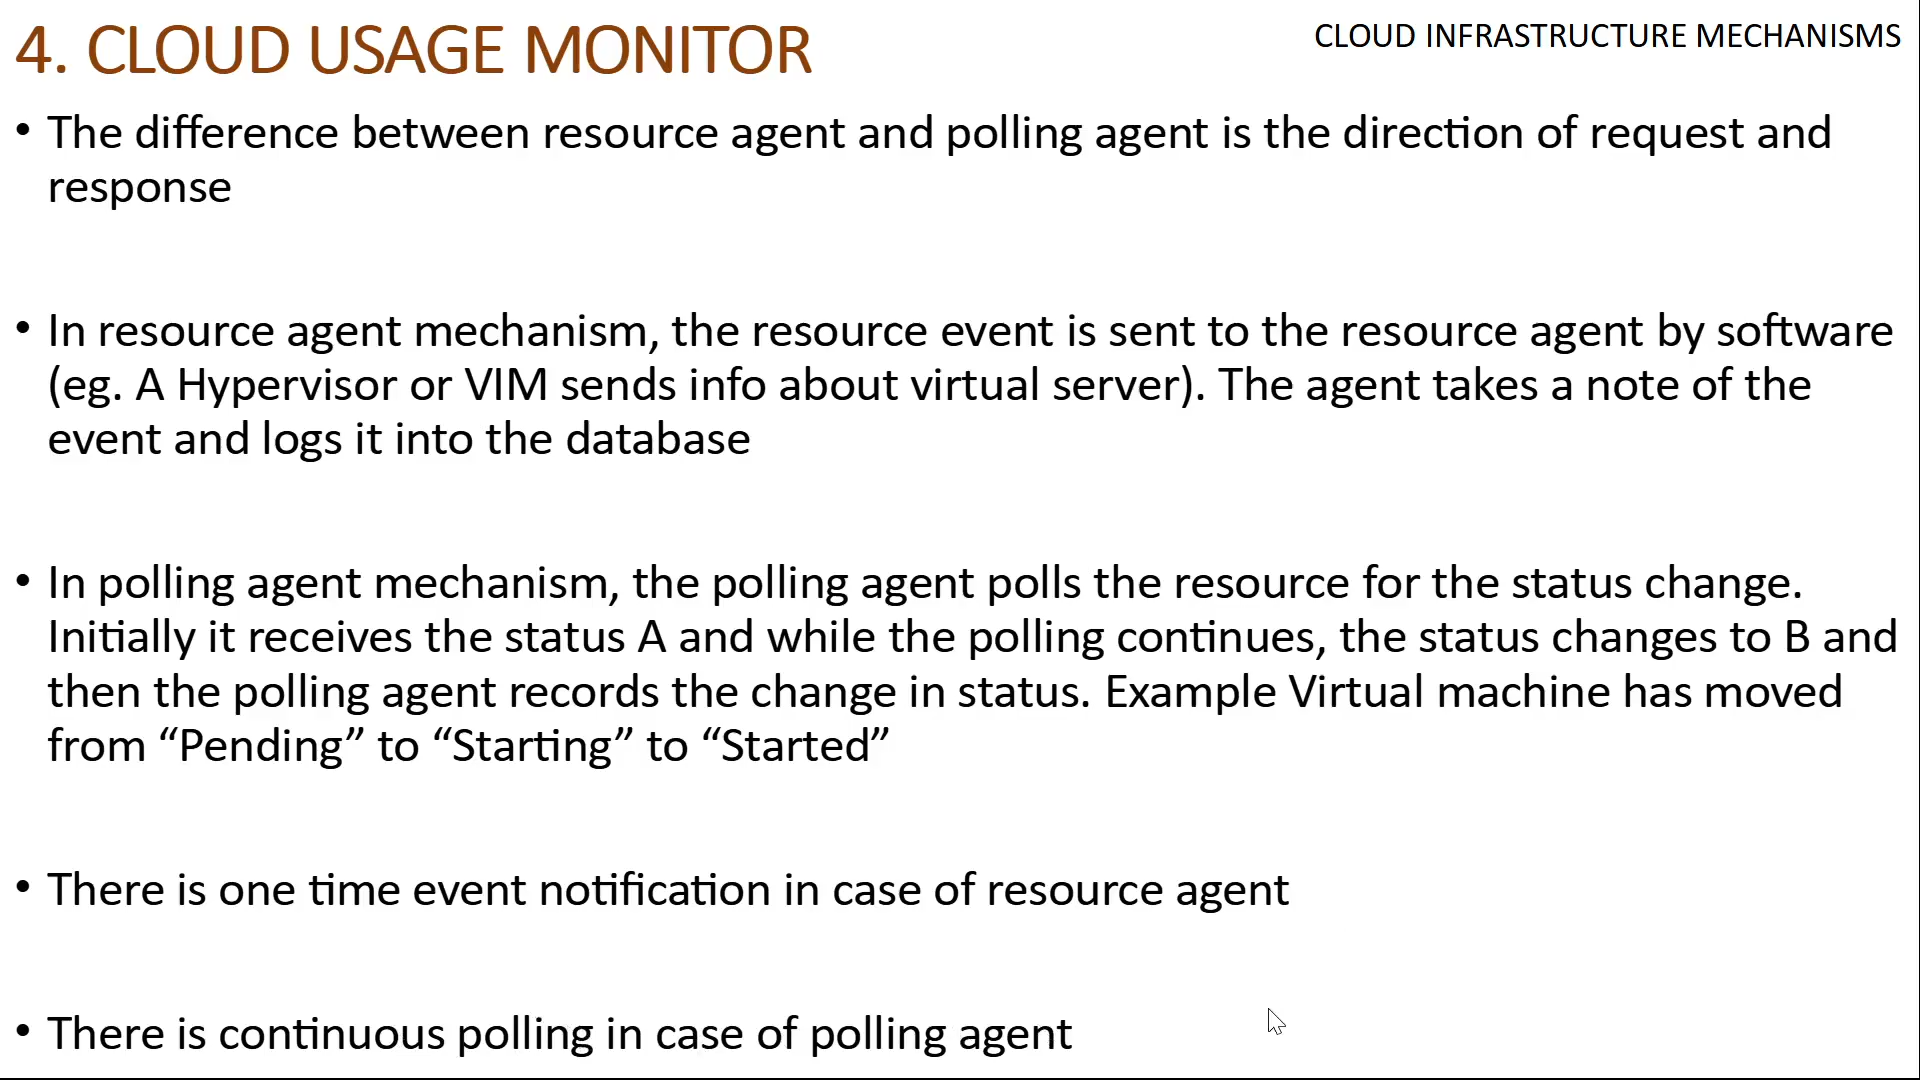 4. CLOUD USAGE MONITOR
CLOUD INFRASTRUCTURE MECHANISMS
• The difference between resource agent and polling agent is the direction of request and
response
• In resource agent mechanism, the resource event is sent to the resource agent by software
(eg. A Hypervisor or VIM sends info about virtual server). The agent takes a note of the
event and logs it into the database
• In polling agent mechanism, the polling agent polls the resource for the status change.
Initially it receives the status A and while the polling continues, the status changes to B and
then the polling agent records the change in status. Example Virtual machine has moved
from “Pending” to “Starting” to “Started”
• There is one time event notification in case of resource agent
• There is continuous polling in case of polling agent